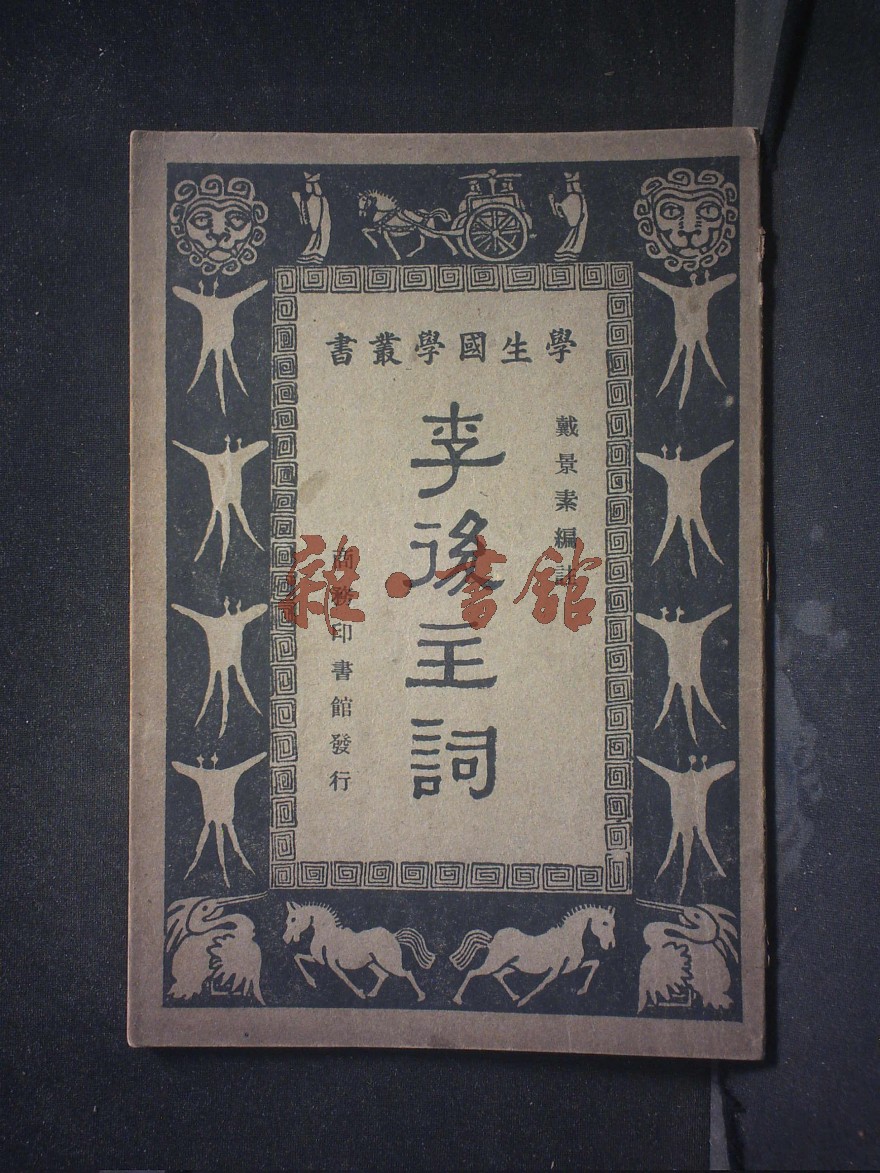 學生國學叢書
戴景素編註
李後主詞
商務印書館發行
雜·書館